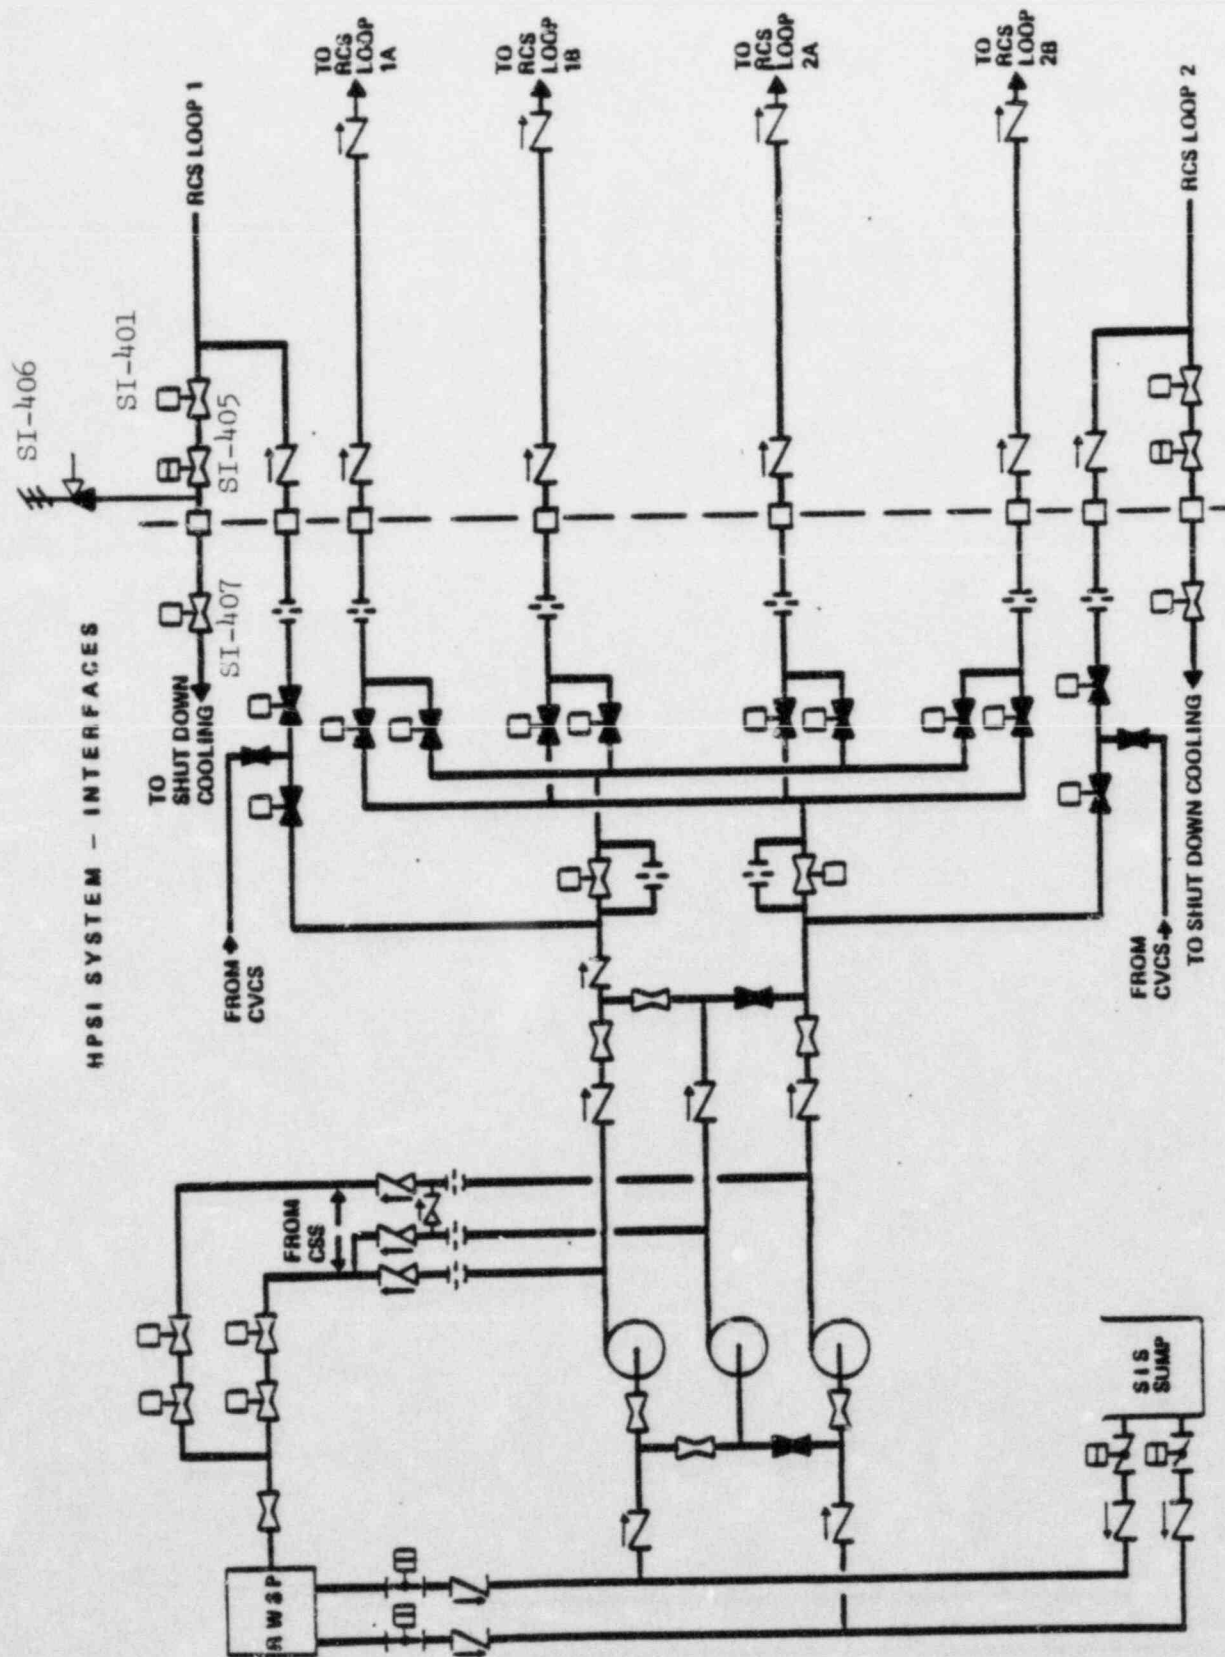 HPSI SYSTEM - INTERFACES
SI-406
SI-401
SI-405
SI-407
RCS LOOP 1
TO
RCS
LOOP
1A
TO
RCS
LOOP
1B
TO
RCS
LOOP
2A
TO
RCS
LOOP
2B
RCS LOOP 2
TO
SHUT DOWN
COOLING
FROM
CVCS
FROM
CVCS
TO SHUT DOWN COOLING
FROM
CSS
RWSP
SIS
SUMP